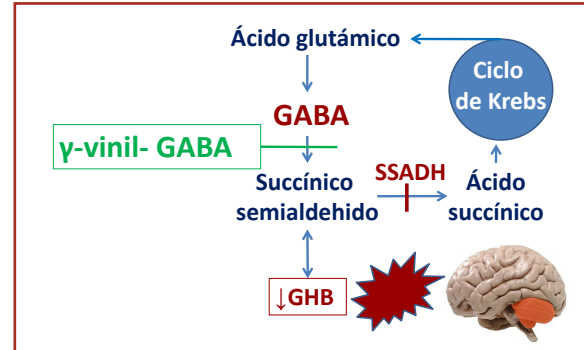 Ácido glutámico
Ciclo
de Krebs
GABA
γ-vinil- GABA
SSADH
Succínico
semialdehido
Ácido
succínico
↓GHB